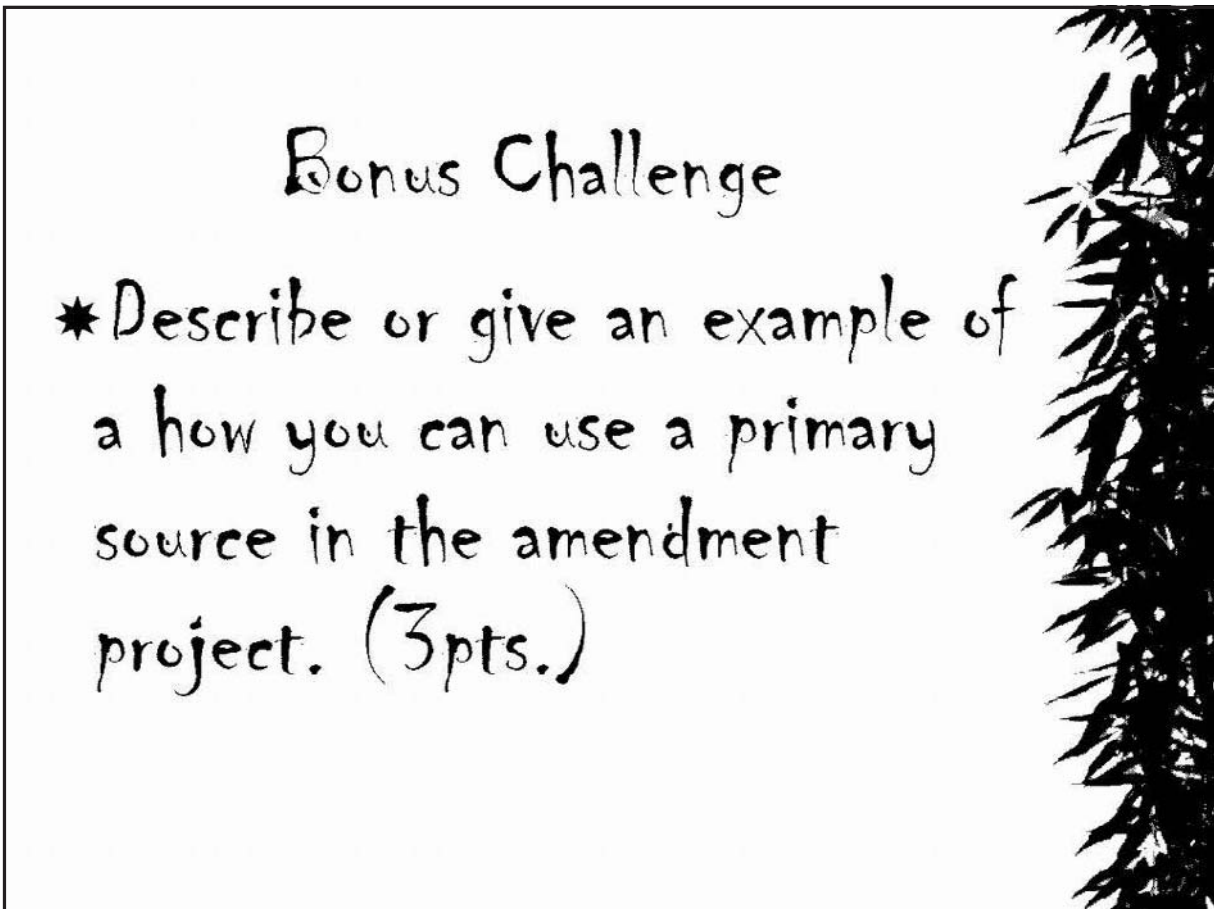 Bonus Challenge
✷Describe or give an example of
a how you can use a primary
source in the amendment
project. (3pts.)